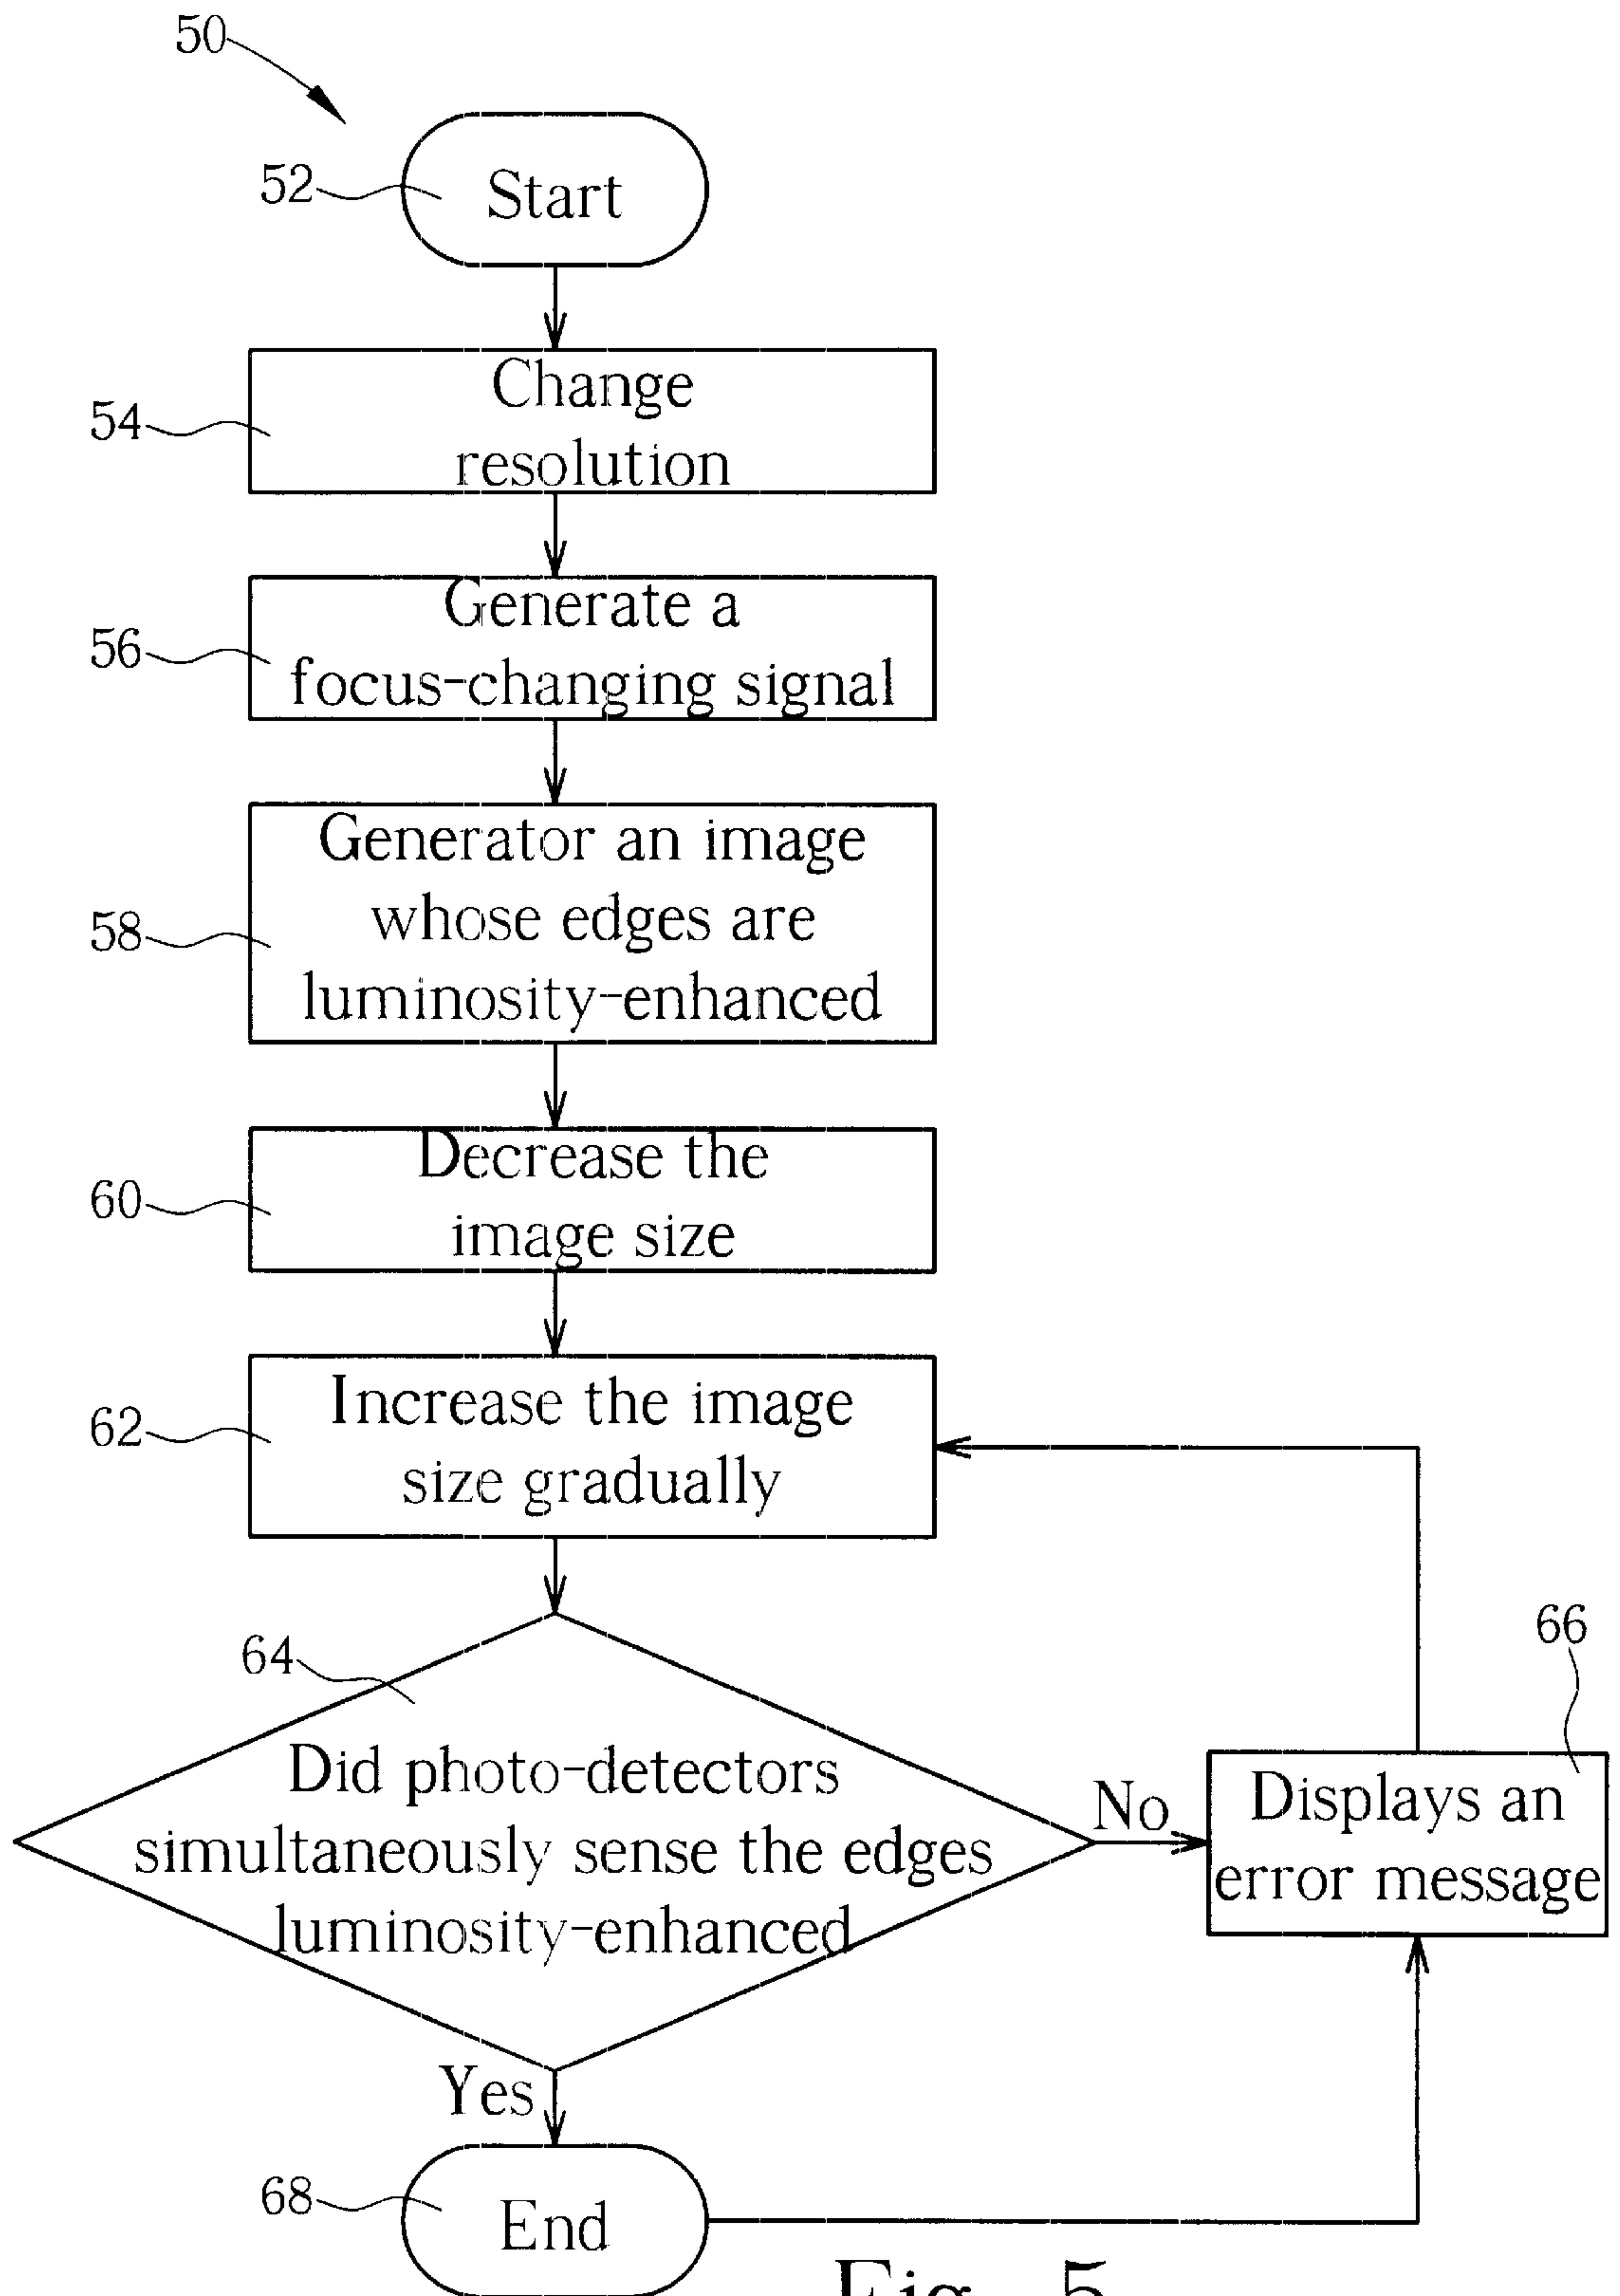 50
52
Start
54
Change
resolution
56
Generate a
focus-changing signal
58
Generator an image
whose edges are
luminosity-enhanced
60
Decrease the
image size
62
Increase the image
size gradually
64
Did photo-detectors
simultaneously sense the edges
luminosity-enhanced
No
66
Displays an
error message
Yes
68
End
Fig. 5